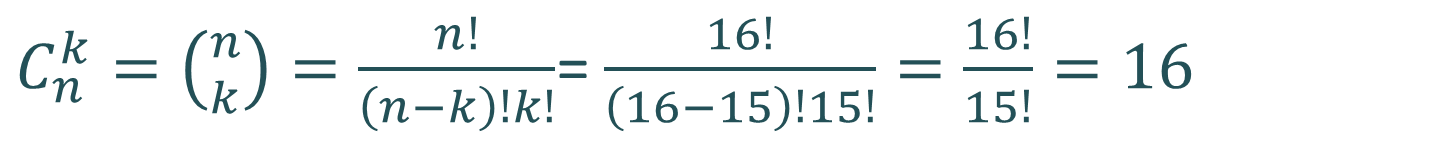 $C_n^k = \binom{n}{k} = \frac{n!}{(n-k)!k!} = \frac{16!}{(16-15)!15!} = \frac{16!}{15!} = 16$